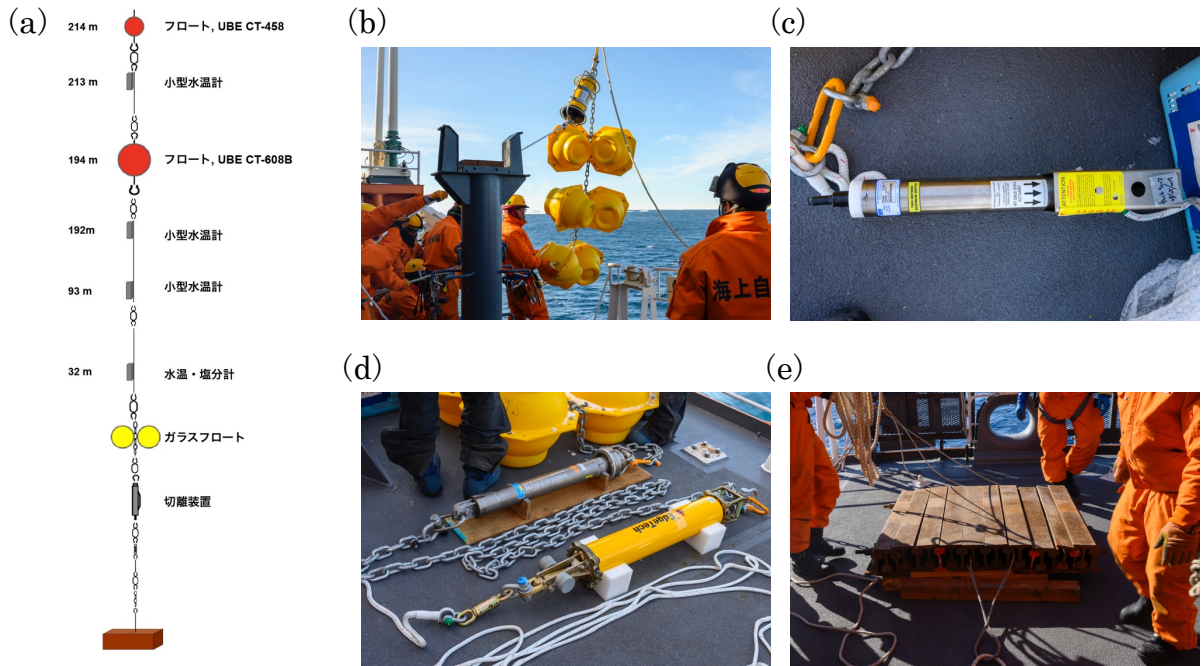 (a)
214 m フロート, UBE CT-458
213 m 小型水温計
194 m フロート, UBE CT-608B
192m 小型水温計
93 m 小型水温計
32 m 水温・塩分計
ガラスフロート
切離装置
(b)
海上自
(c)
(d)
EdgeTech
(e)